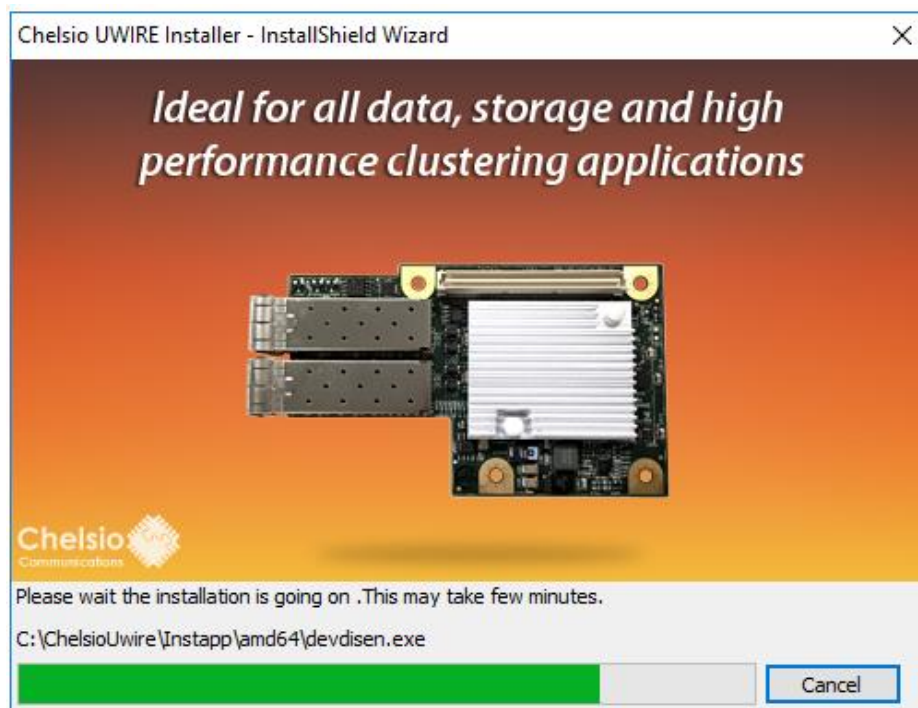 Chelsio UWIRE Installer - InstallShield Wizard
Ideal for all data, storage and high
performance clustering applications
Chelsio
Communications
Please wait the installation is going on .This may take few minutes.
C:\ChelsioUwire\Instapp\amd64\devdisen.exe
Cancel